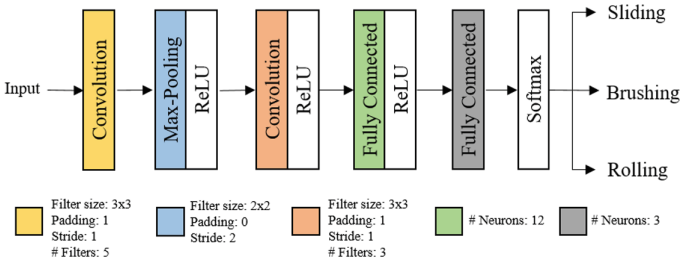 Input
Convolution
Max-Pooling
ReLU
Convolution
ReLU
Fully Connected
ReLU
Fully Connected
Softmax
Sliding
Brushing
Rolling
Filter size: 3x3
Padding: 1
Stride: 1
# Filters: 5
Filter size: 2x2
Padding: 0
Stride: 2
Filter size: 3x3
Padding: 1
Stride: 1
# Filters: 3
# Neurons: 12
# Neurons: 3